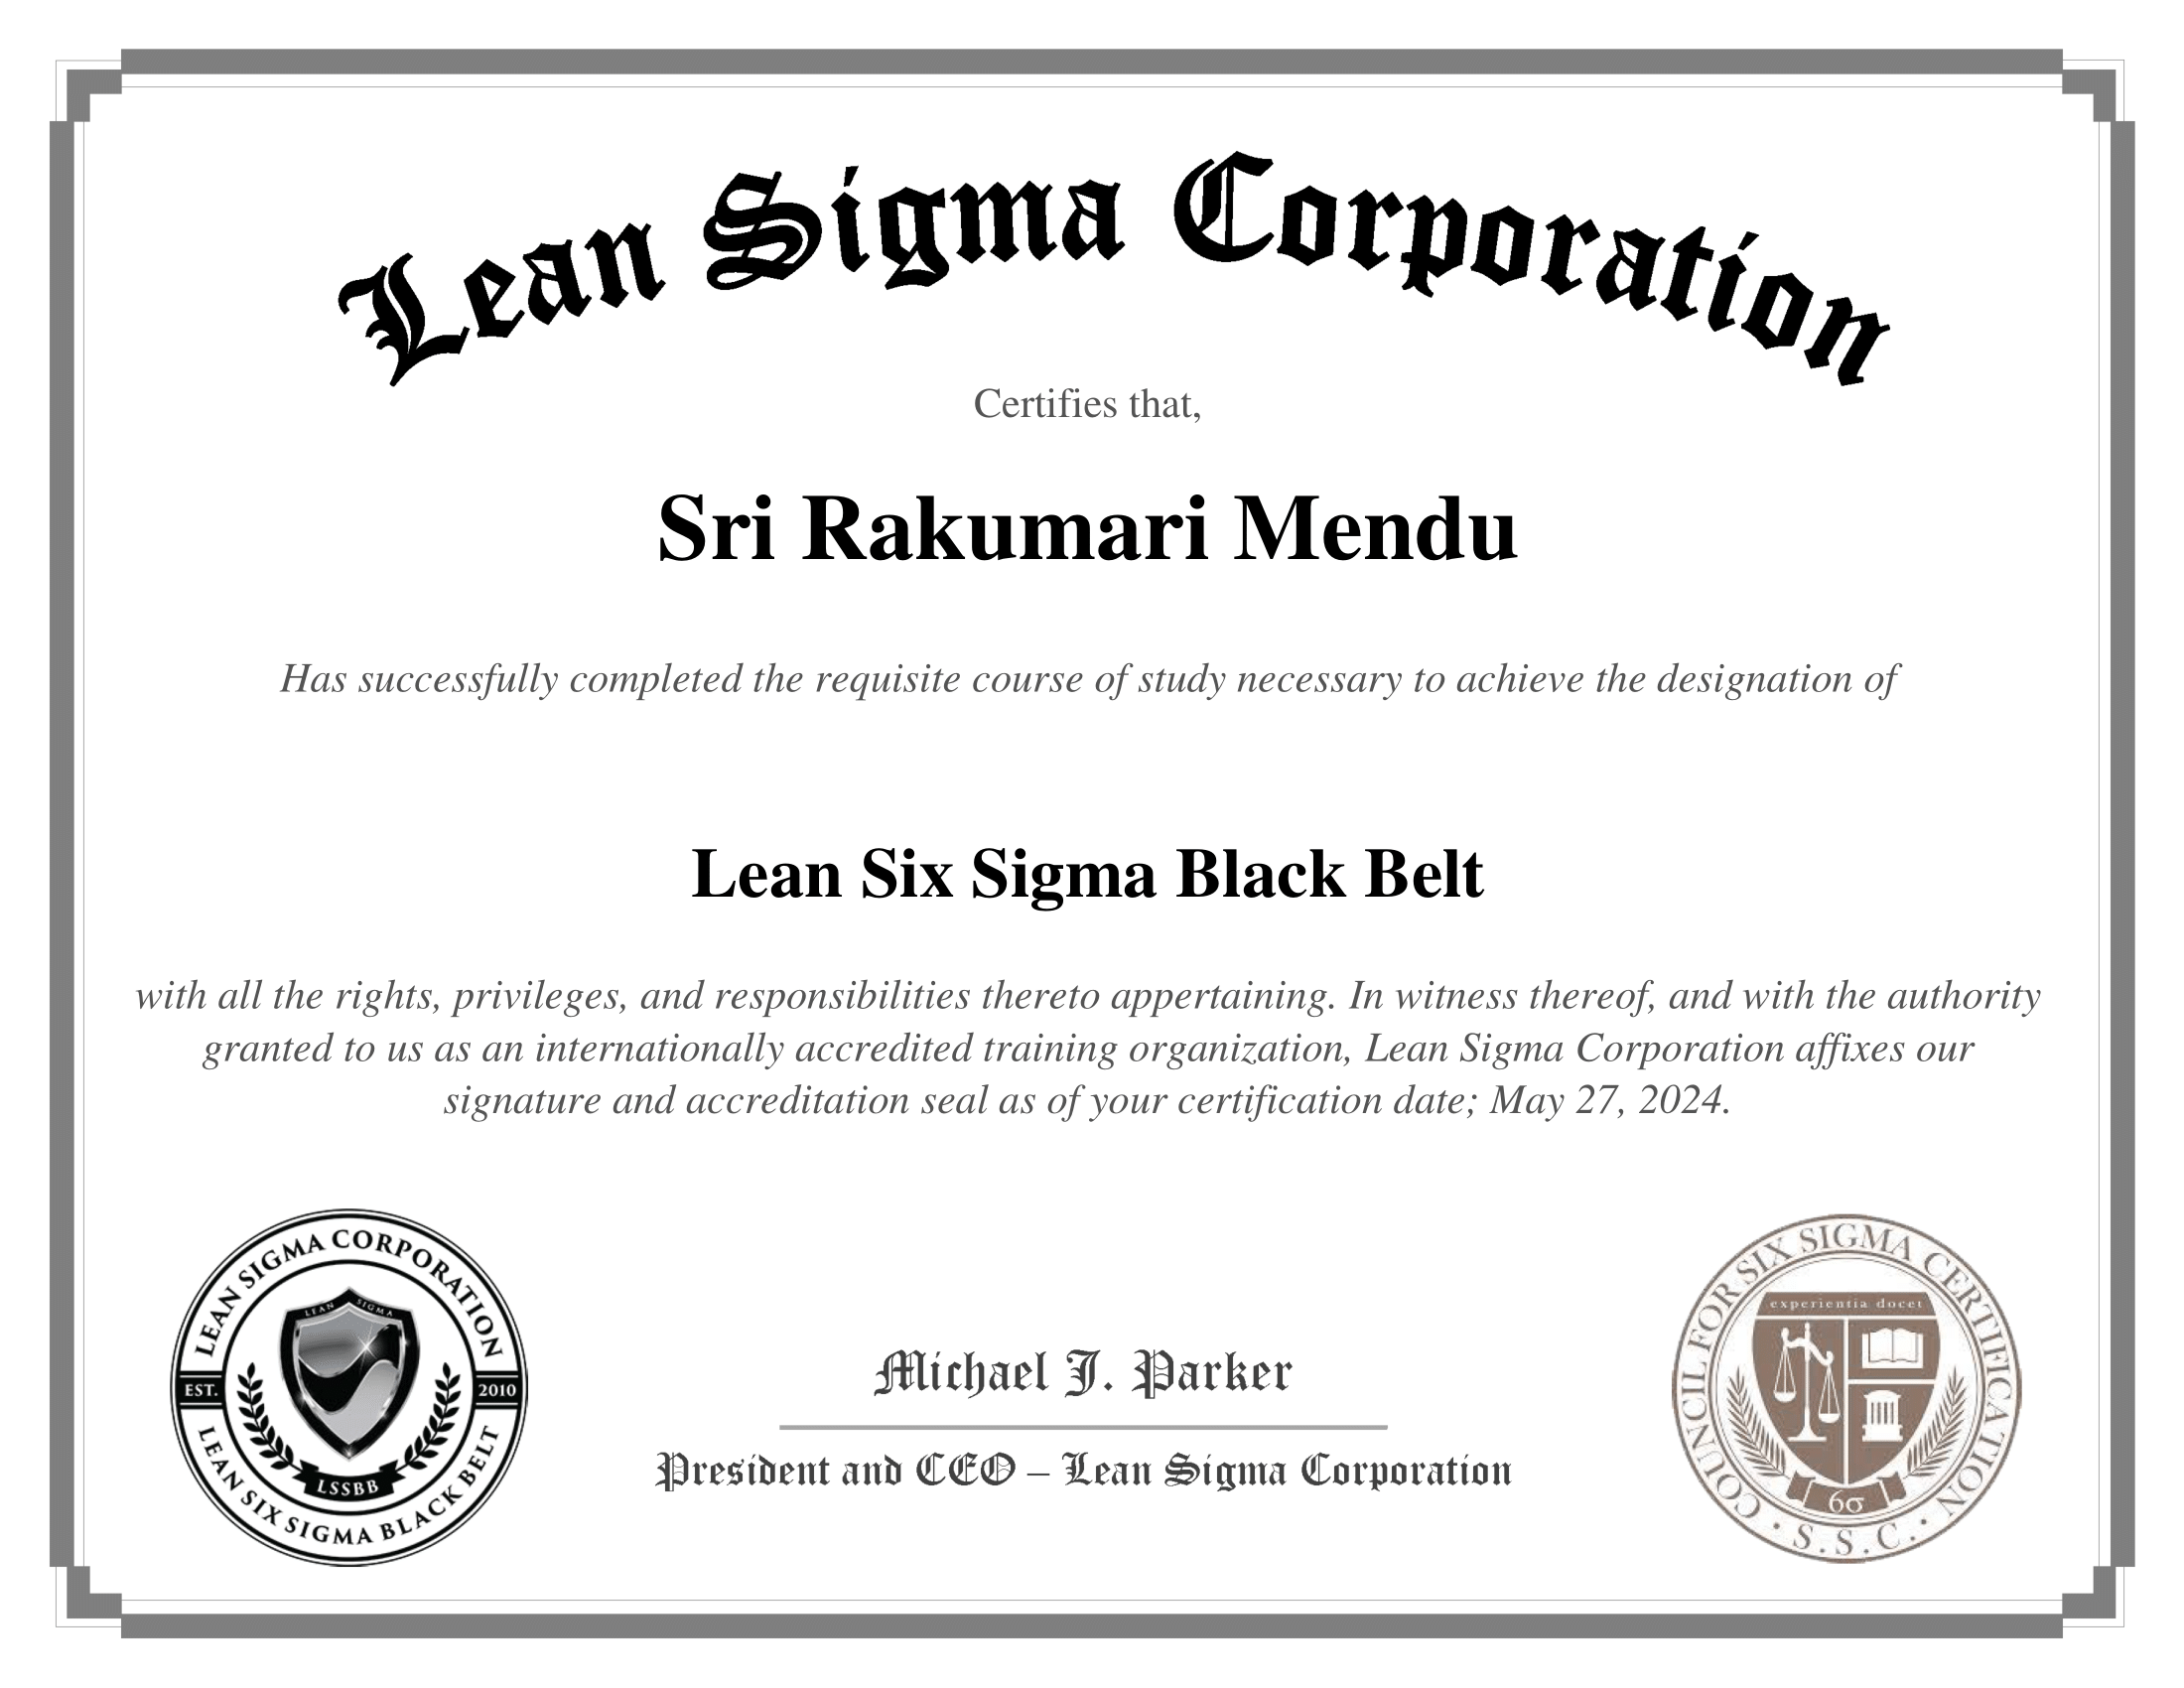 Lean Sigma Corporation
Certifies that,
Sri Rakumari Mendu
Has successfully completed the requisite course of study necessary to achieve the designation of
Lean Six Sigma Black Belt
with all the rights, privileges, and responsibilities thereto appertaining. In witness thereof, and with the authority
granted to us as an internationally accredited training organization, Lean Sigma Corporation affixes our
signature and accreditation seal as of your certification date; May 27, 2024.
LEAN SIGMA CORPORATION
LEAN SIGMA
EST. 2010
LSSBB
LEAN SIX SIGMA BLACK BELT
Michael J. Parker
President and CEO – Lean Sigma Corporation
COUNCIL FOR SIX SIGMA CERTIFICATION
experientia docet
6σ
· S.S.C. ·